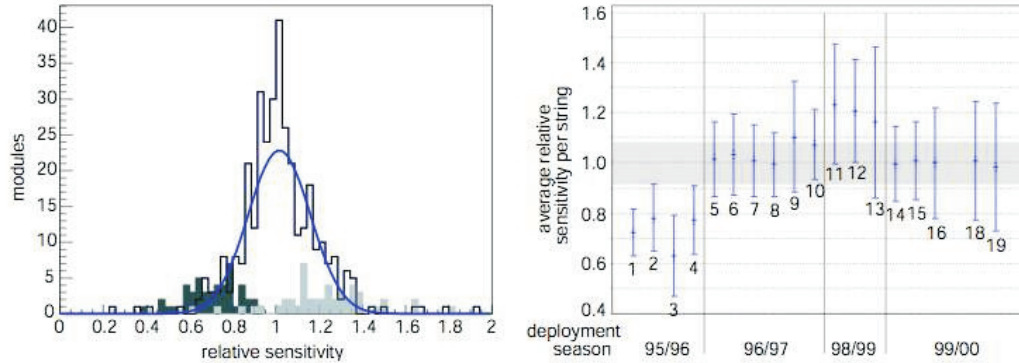 40
35
30
25
20
15
10
5
0
modules
0 0.2 0.4 0.6 0.8 1.0 1.2 1.4 1.6 1.8 2
relative sensitivity
1.6
1.4
1.2
1.0
0.8
0.6
0.4
average relative
sensitivity per string
1 2 3 4 5 6 7 8 9 10 11 12 13 14 15 16 18 19
deployment
season 95/96 96/97 98/99 99/00